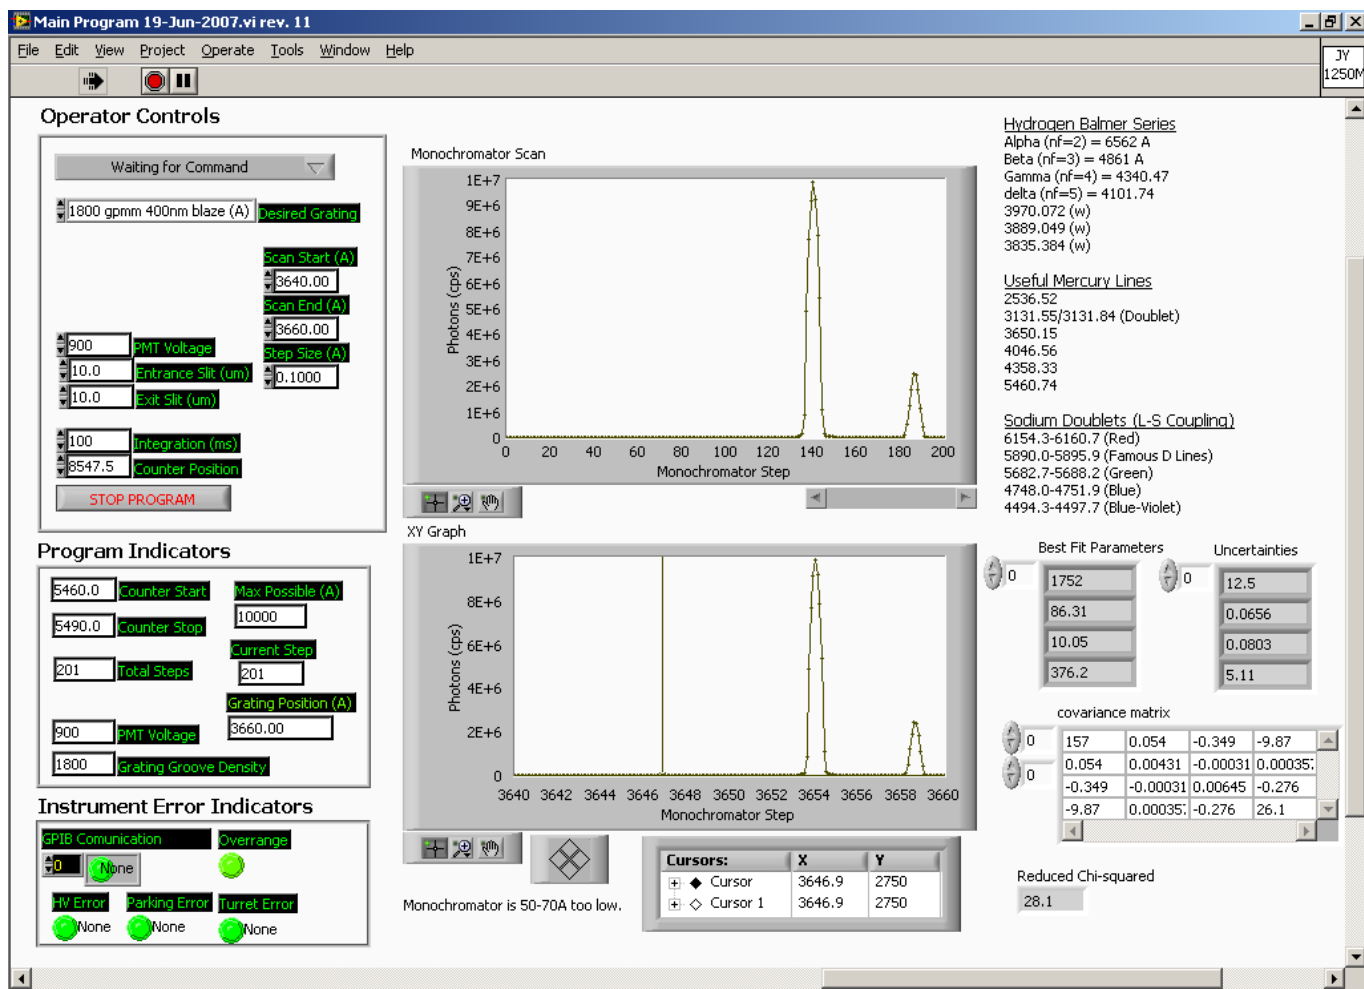 Main Program 19-Jun-2007.vi rev. 11
File Edit View Project Operate Tools Window Help
JY
1250M
Operator Controls
Waiting for Command
1800 gpmm 400nm blaze (A) Desired Grating
Scan Start (A)
3640.00
Scan End (A)
3660.00
Step Size (A)
0.1000
900 PMT Voltage
10.0 Entrance Slit (um)
10.0 Exit Slit (um)
100 Integration (ms)
8547.5 Counter Position
STOP PROGRAM
Program Indicators
5460.0 Counter Start
5490.0 Counter Stop
201 Total Steps
900 PMT Voltage
1800 Grating Groove Density
Max Possible (A)
10000
Current Step
201
Grating Position (A)
3660.00
Instrument Error Indicators
GPIB Comunication
0 None
Overrange
HV Error Parking Error Turret Error
None None None
Monochromator Scan
1E+7
9E+6
8E+6
7E+6
6E+6
5E+6
4E+6
3E+6
2E+6
1E+6
0
Photons (cps)
0 20 40 60 80 100 120 140 160 180 200
Monochromator Step
XY Graph
1E+7
8E+6
6E+6
4E+6
2E+6
0
Photons (cps)
3640 3642 3644 3646 3648 3650 3652 3654 3656 3658 3660
Monochromator Step
Monochromator is 50-70A too low.
Cursors: X Y
Cursor 3646.9 2750
Cursor 1 3646.9 2750
Hydrogen Balmer Series
Alpha (nf=2) = 6562 A
Beta (nf=3) = 4861 A
Gamma (nf=4) = 4340.47
delta (nf=5) = 4101.74
3970.072 (w)
3889.049 (w)
3835.384 (w)
Useful Mercury Lines
2536.52
3131.55/3131.84 (Doublet)
3650.15
4046.56
4358.33
5460.74
Sodium Doublets (L-S Coupling)
6154.3-6160.7 (Red)
5890.0-5895.9 (Famous D Lines)
5682.7-5688.2 (Green)
4748.0-4751.9 (Blue)
4494.3-4497.7 (Blue-Violet)
Best Fit Parameters
0
1752
86.31
10.05
376.2
Uncertainties
0
12.5
0.0656
0.0803
5.11
covariance matrix
0
0
157 0.054 -0.349 -9.87
0.054 0.00431 -0.00031 0.000357
-0.349 -0.00031 0.00645 -0.276
-9.87 0.000357 -0.276 26.1
Reduced Chi-squared
28.1